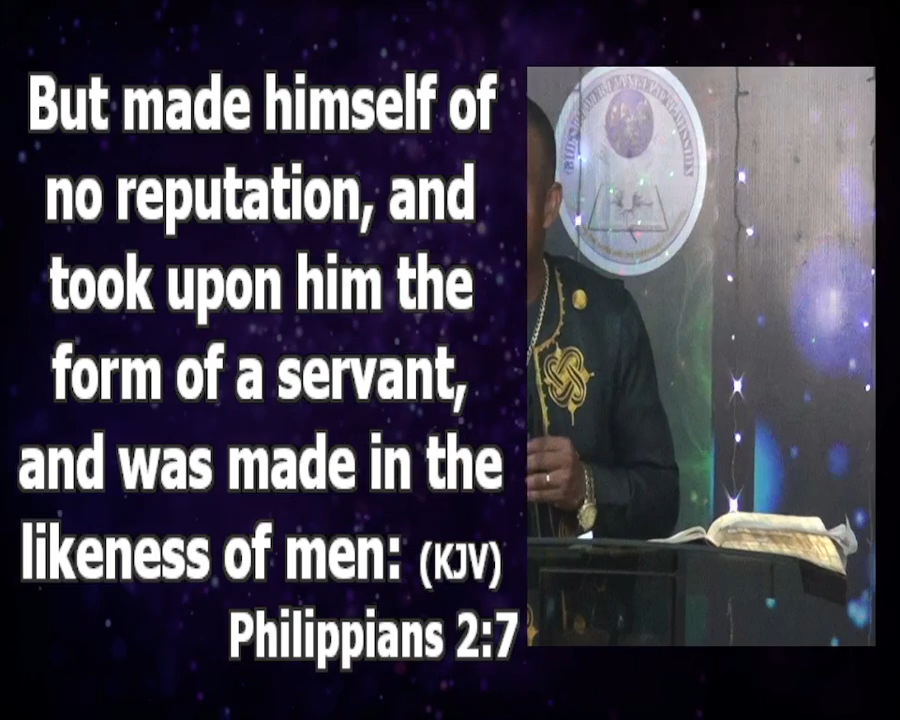 But made himself of
no reputation, and
took upon him the
form of a servant,
and was made in the
likeness of men: (KJV)
Philippians 2:7